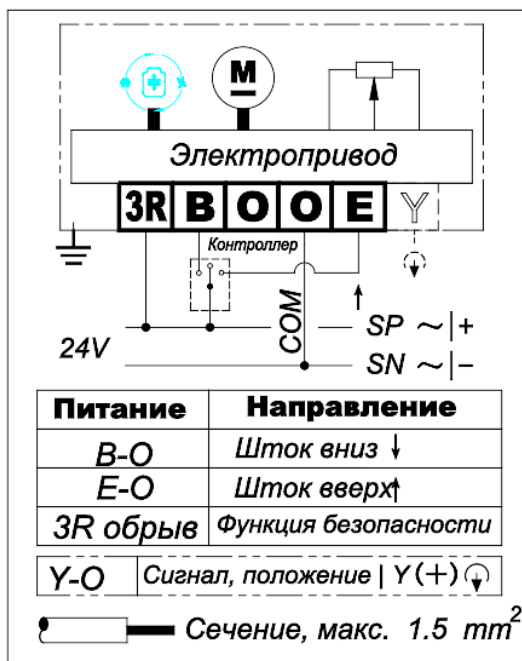 M
Электропривод
3R B O O E Y
Контроллер
COM
24V
SP ~|+
SN ~|−
Питание Направление
B-O Шток вниз ↓
E-O Шток вверх↑
3R обрыв Функция безопасности
Y-O Сигнал, положение | Y(+)
Сечение, макс. 1.5 mm²